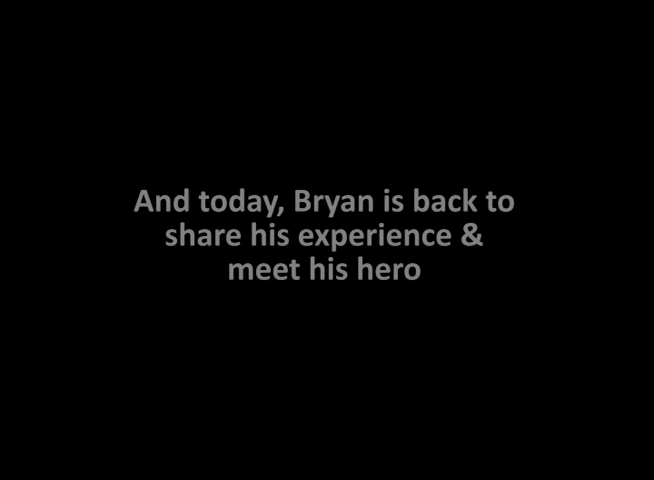 And today, Bryan is back to
share his experience &
meet his hero